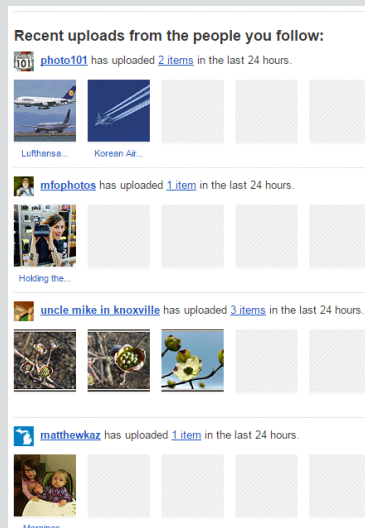 Recent uploads from the people you follow:
101
photo101 has uploaded 2 items in the last 24 hours.
Lufthansa... Korean Air...
mfophotos has uploaded 1 item in the last 24 hours.
Holding the...
uncle mike in knoxville has uploaded 3 items in the last 24 hours.
matthewkaz has uploaded 1 item in the last 24 hours.